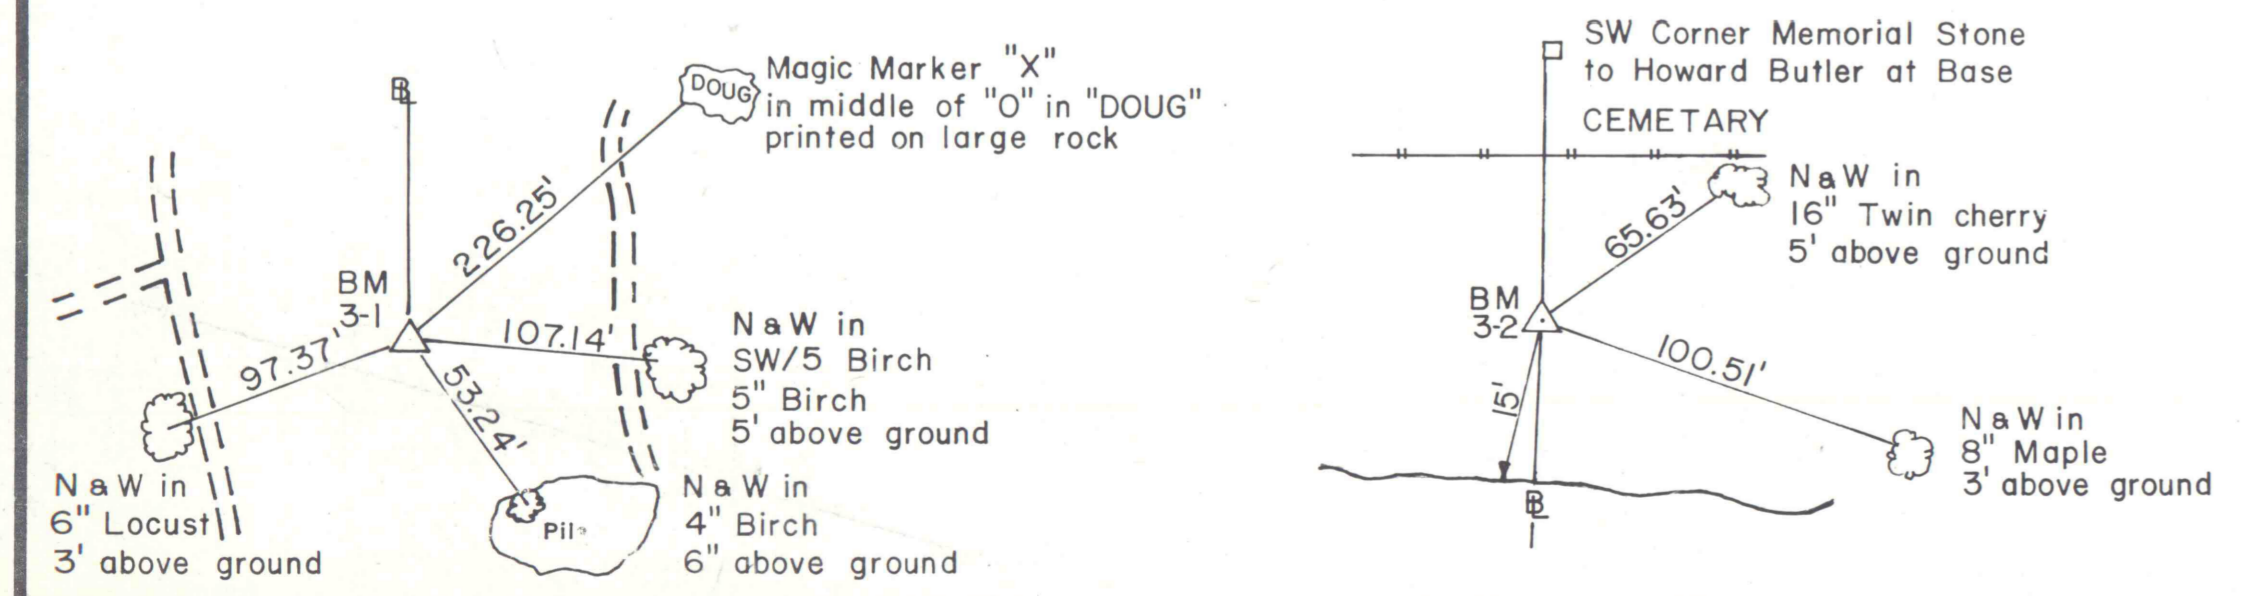 BL
DOUG
Magic Marker "X"
in middle of "O" in "DOUG"
printed on large rock
226.25'
BM
3-1
97.37'
107.14'
53.24'
N & W in
SW/5 Birch
5" Birch
5' above ground
N & W in
6" Locust
3' above ground
Pile
N & W in
4" Birch
6" above ground
SW Corner Memorial Stone
to Howard Butler at Base
CEMETARY
N & W in
16" Twin cherry
5' above ground
65.63'
BM
3-2
100.51'
15'
N & W in
8" Maple
3' above ground
BL